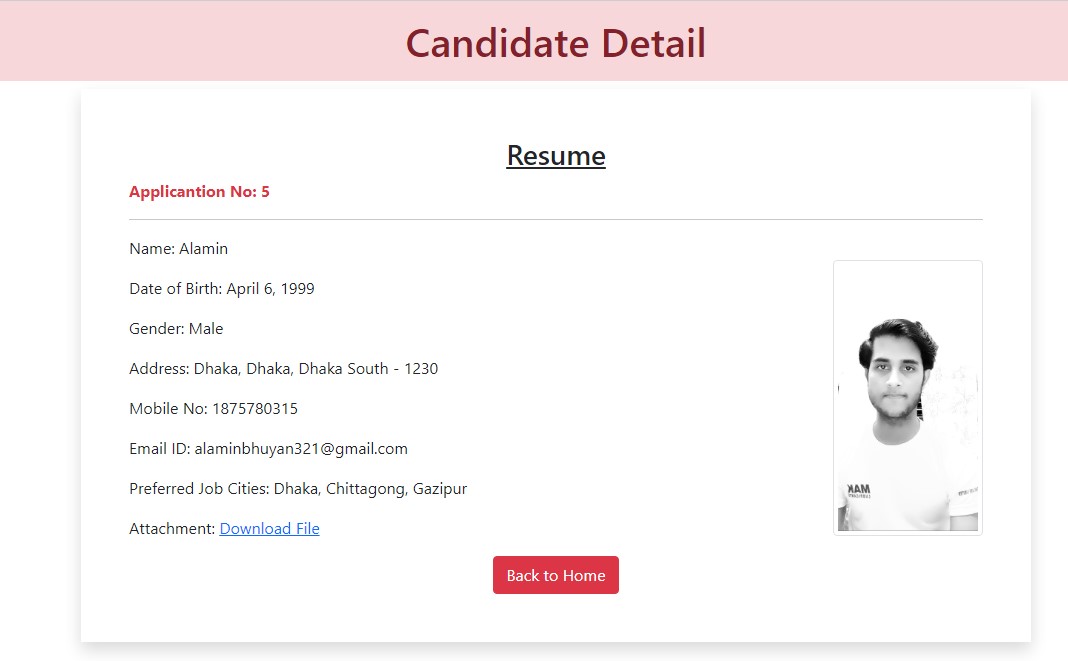 Candidate Detail
Resume
Applicantion No: 5
Name: Alamin
Date of Birth: April 6, 1999
Gender: Male
Address: Dhaka, Dhaka, Dhaka South - 1230
Mobile No: 1875780315
Email ID: alaminbhuyan321@gmail.com
Preferred Job Cities: Dhaka, Chittagong, Gazipur
Attachment: Download File
Back to Home